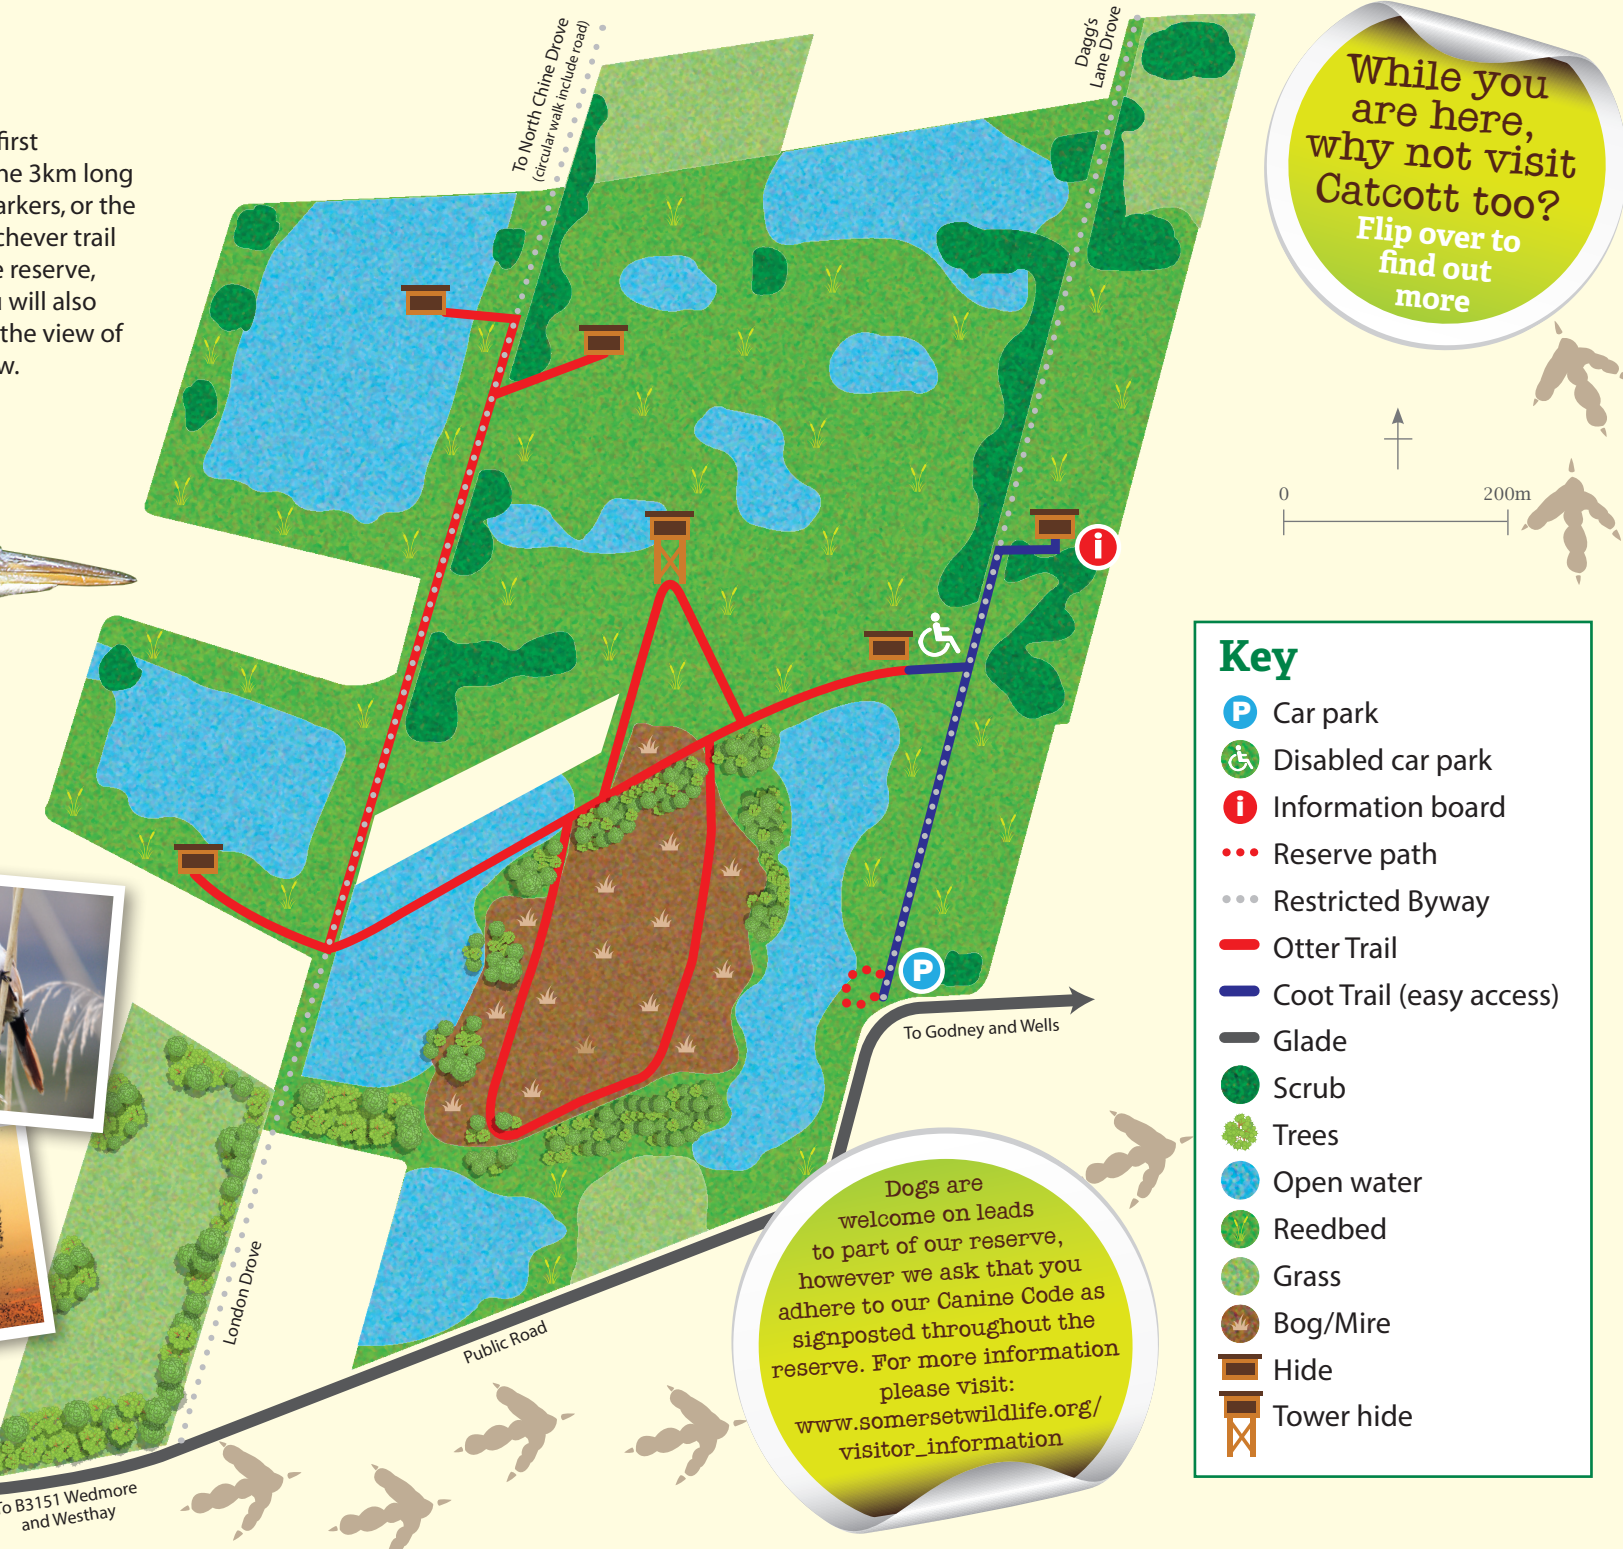 first
ne 3km long
arkers, or the
chever trail
e reserve,
u will also
the view of
w.
To North Chine Drove
(circular walk include road)
Dagg's
Lane Drove
While you
are here,
why not visit
Catcott too?
Flip over to
find out
more
0 200m
i
P
To Godney and Wells
London Drove
Public Road
To B3151 Wedmore
and Westhay
Dogs are
welcome on leads
to part of our reserve,
however we ask that you
adhere to our Canine Code as
signposted throughout the
reserve. For more information
please visit:
www.somersetwildlife.org/
visitor_information
Key
P Car park
Disabled car park
i Information board
Reserve path
Restricted Byway
Otter Trail
Coot Trail (easy access)
Glade
Scrub
Trees
Open water
Reedbed
Grass
Bog/Mire
Hide
Tower hide